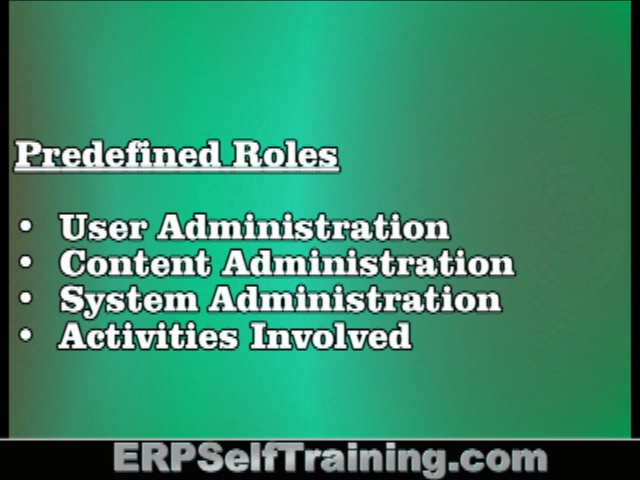 Predefined Roles
• User Administration
• Content Administration
• System Administration
• Activities Involved
ERPSelfTraining.com